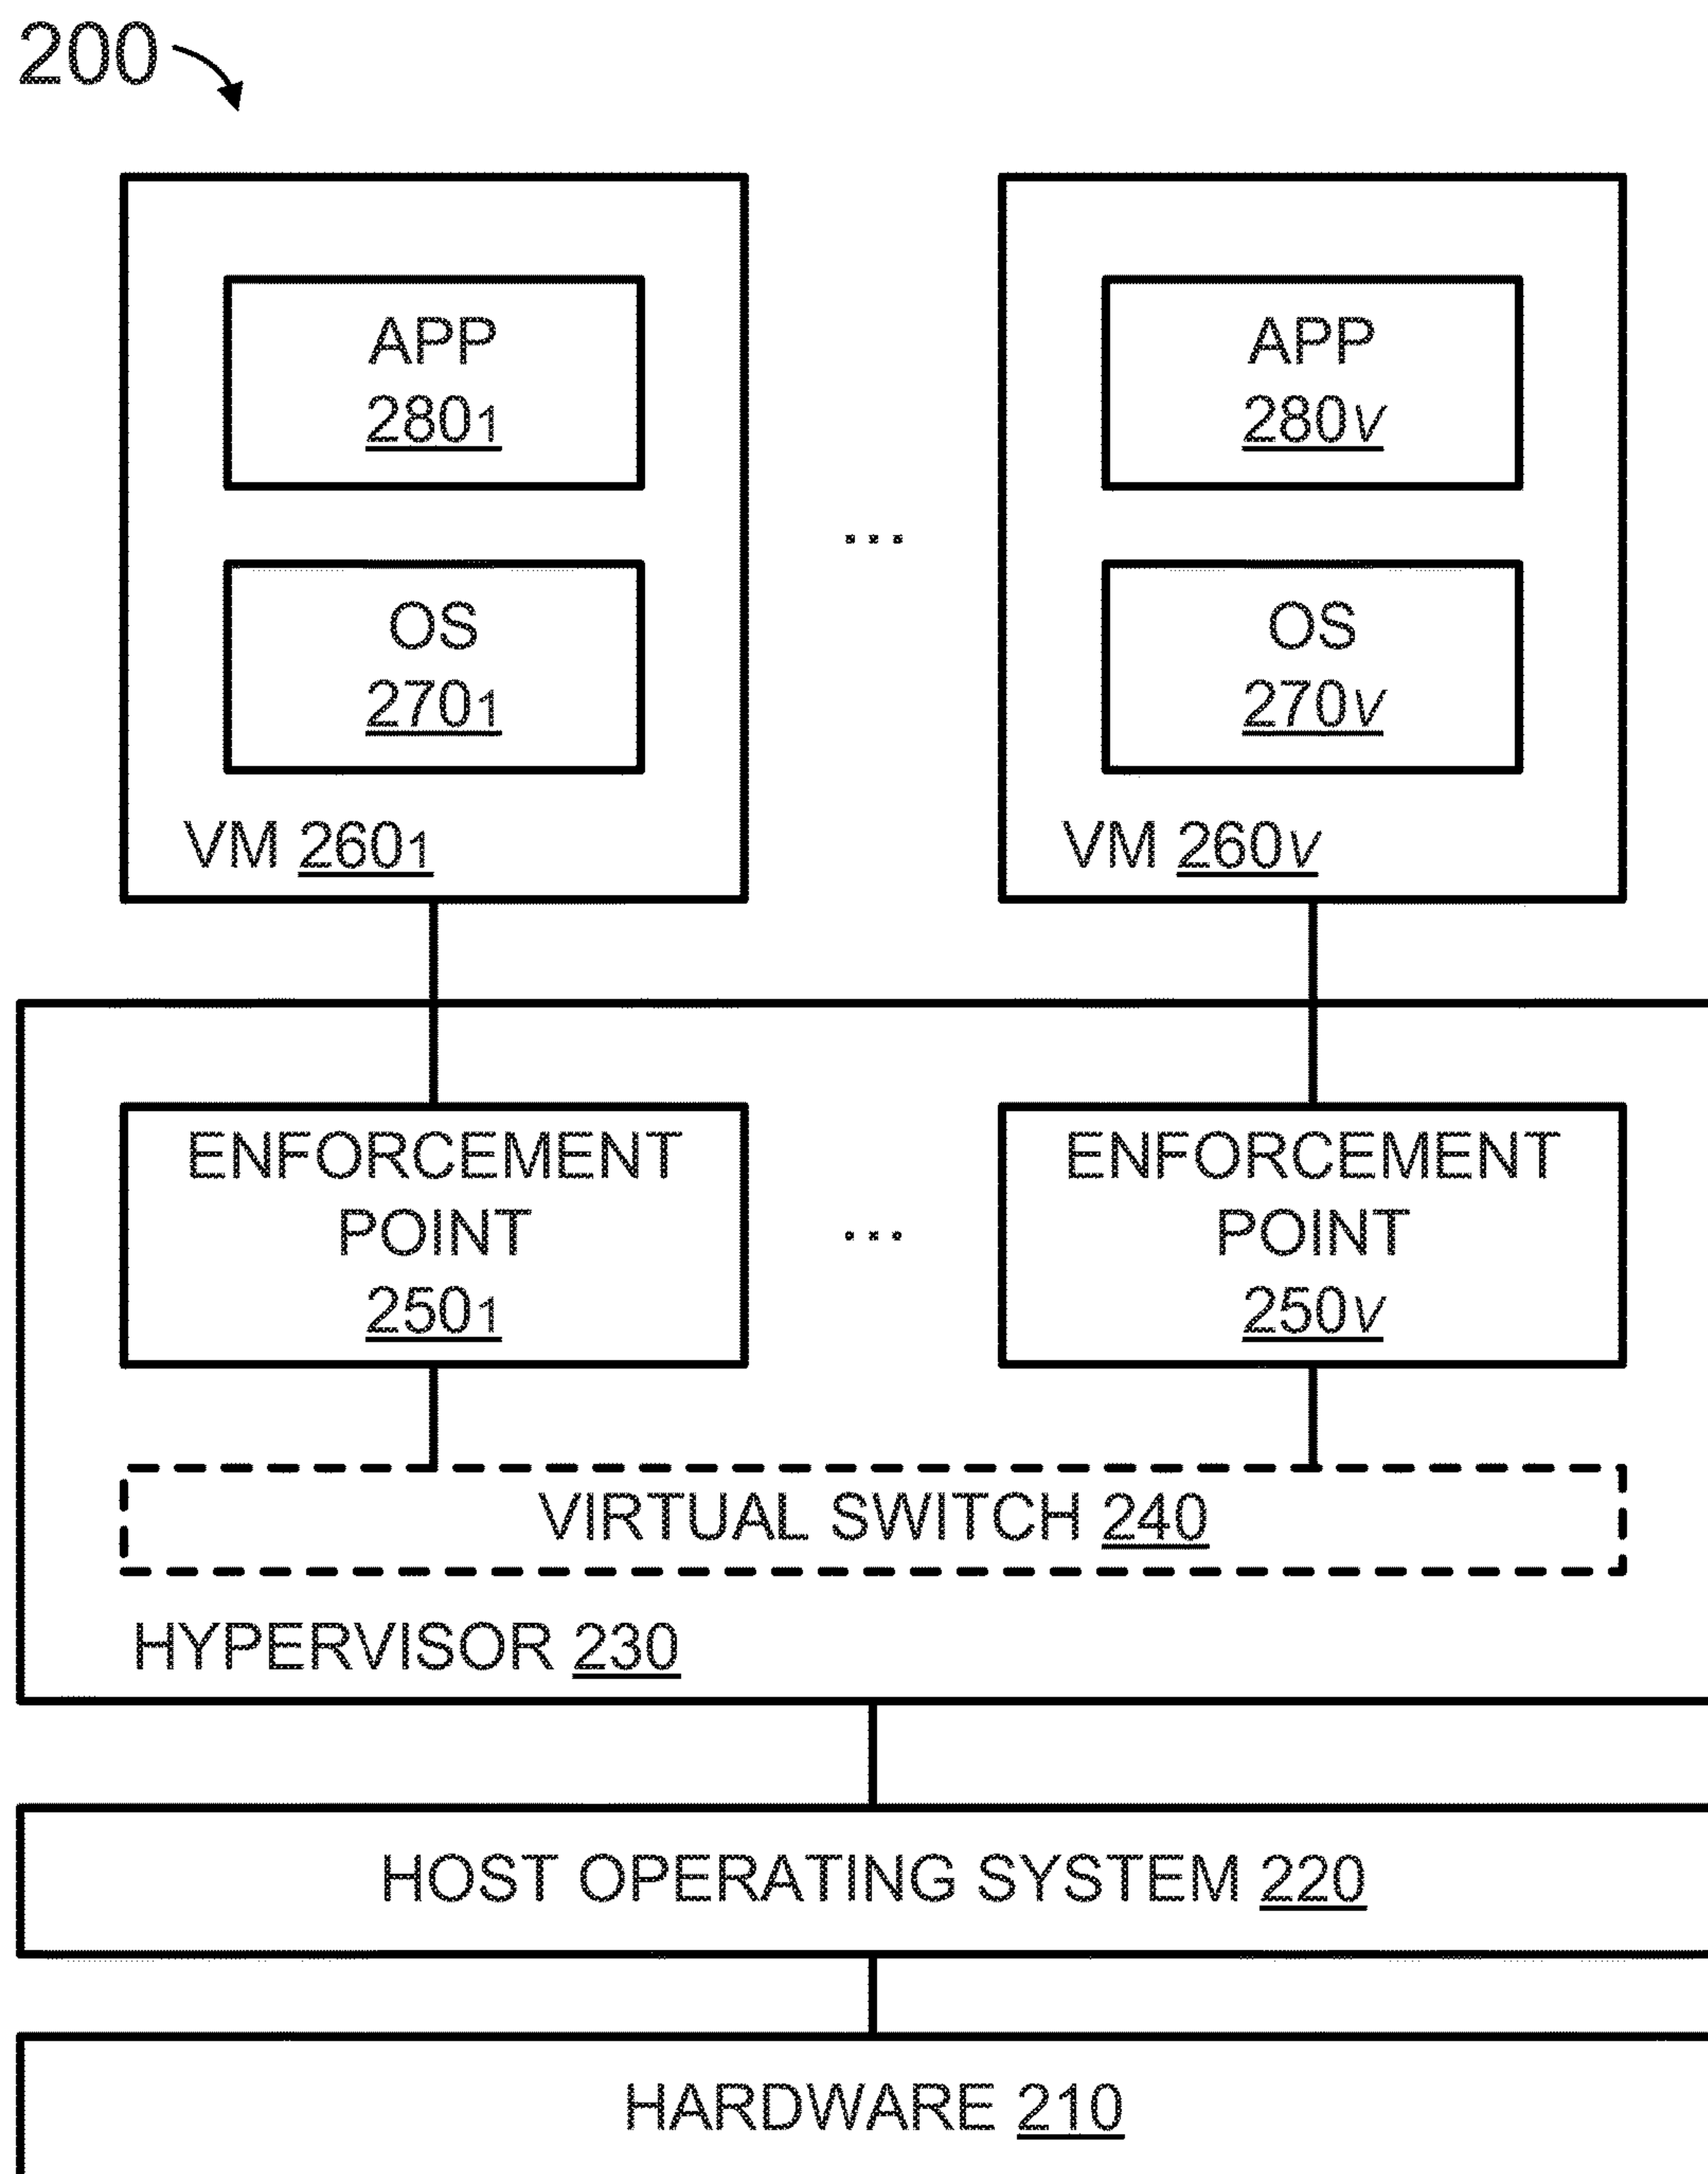 200
APP
280₁
APP
280V
...
OS
270₁
OS
270V
VM 260₁
VM 260V
ENFORCEMENT
POINT
250₁
...
ENFORCEMENT
POINT
250V
VIRTUAL SWITCH 240
HYPERVISOR 230
HOST OPERATING SYSTEM 220
HARDWARE 210